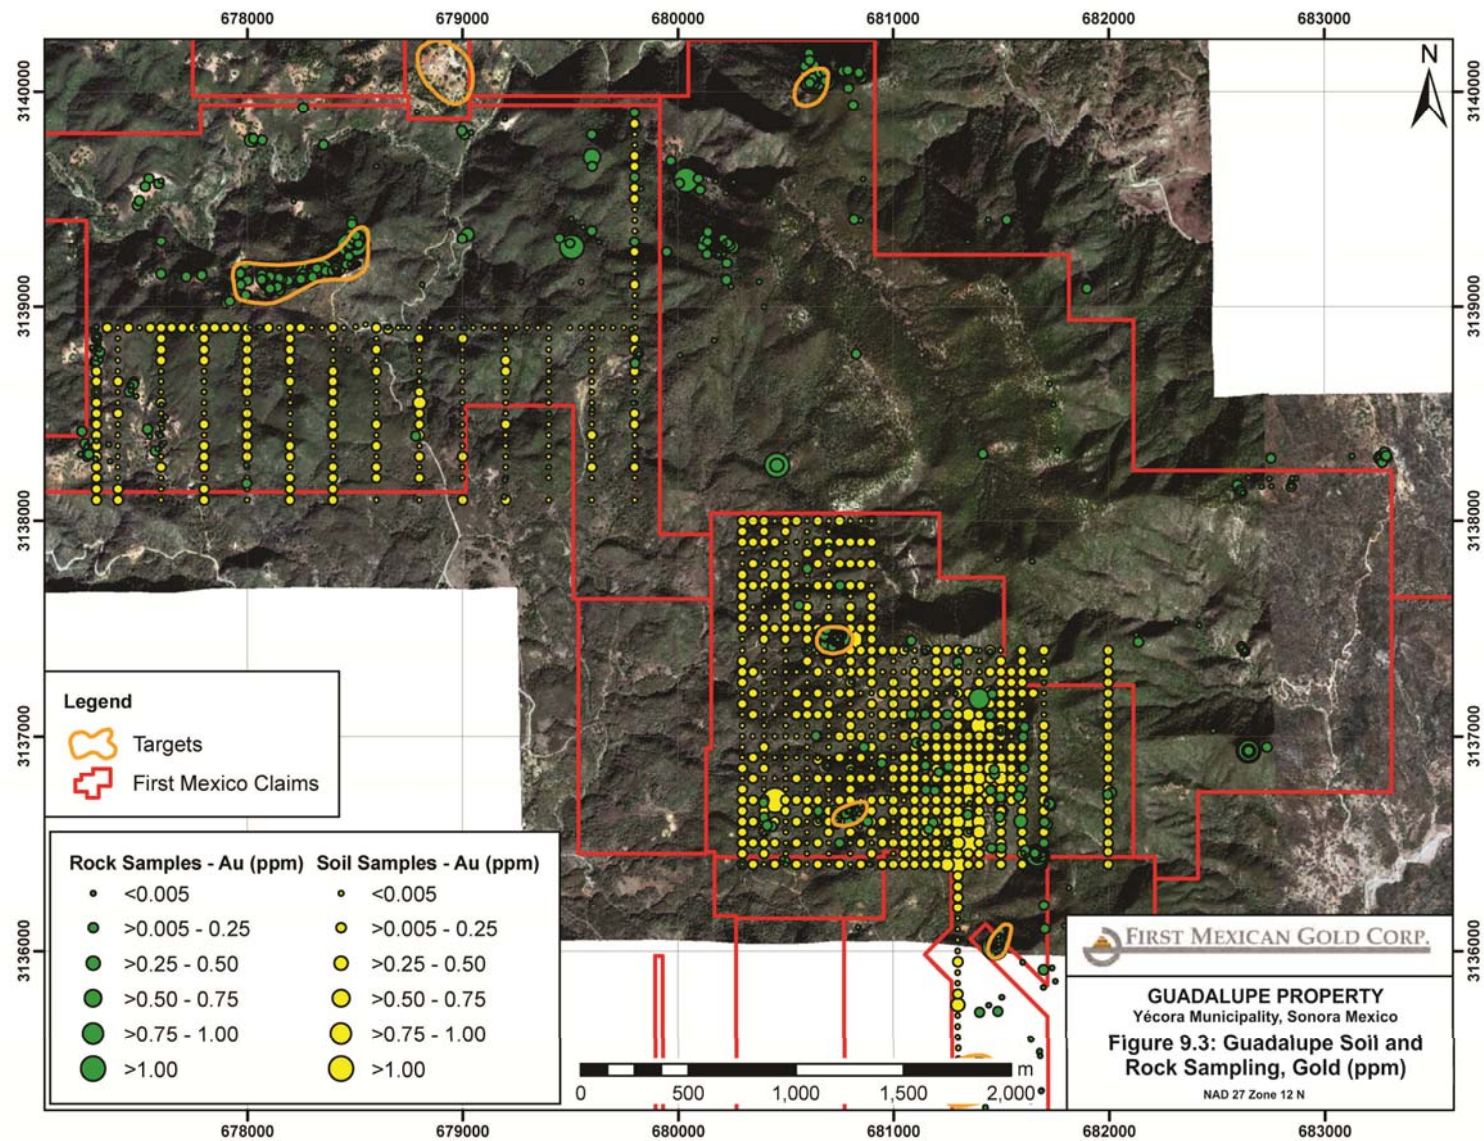 678000 679000 680000 681000 682000 683000
N
3140000 3140000
3139000 3139000
3138000 3138000
3137000 3137000
3136000 3136000
Legend
Targets
First Mexico Claims
Rock Samples - Au (ppm) Soil Samples - Au (ppm)
<0.005 <0.005
>0.005 - 0.25 >0.005 - 0.25
>0.25 - 0.50 >0.25 - 0.50
>0.50 - 0.75 >0.50 - 0.75
>0.75 - 1.00 >0.75 - 1.00
>1.00 >1.00
m
0 500 1,000 1,500 2,000
FIRST MEXICAN GOLD CORP.
GUADALUPE PROPERTY
Yécora Municipality, Sonora Mexico
Figure 9.3: Guadalupe Soil and
Rock Sampling, Gold (ppm)
NAD 27 Zone 12 N
678000 679000 680000 681000 682000 683000